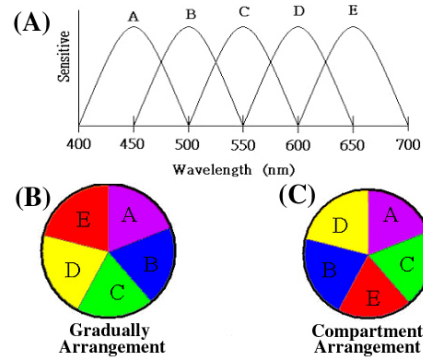 (A)
A B C D E
Sensitive
400 450 500 550 600 650 700
Wavelength (nm)
(B)
E A
D B
C
Gradually
Arrangement
(C)
D A
B C
E
Compartment
Arrangement